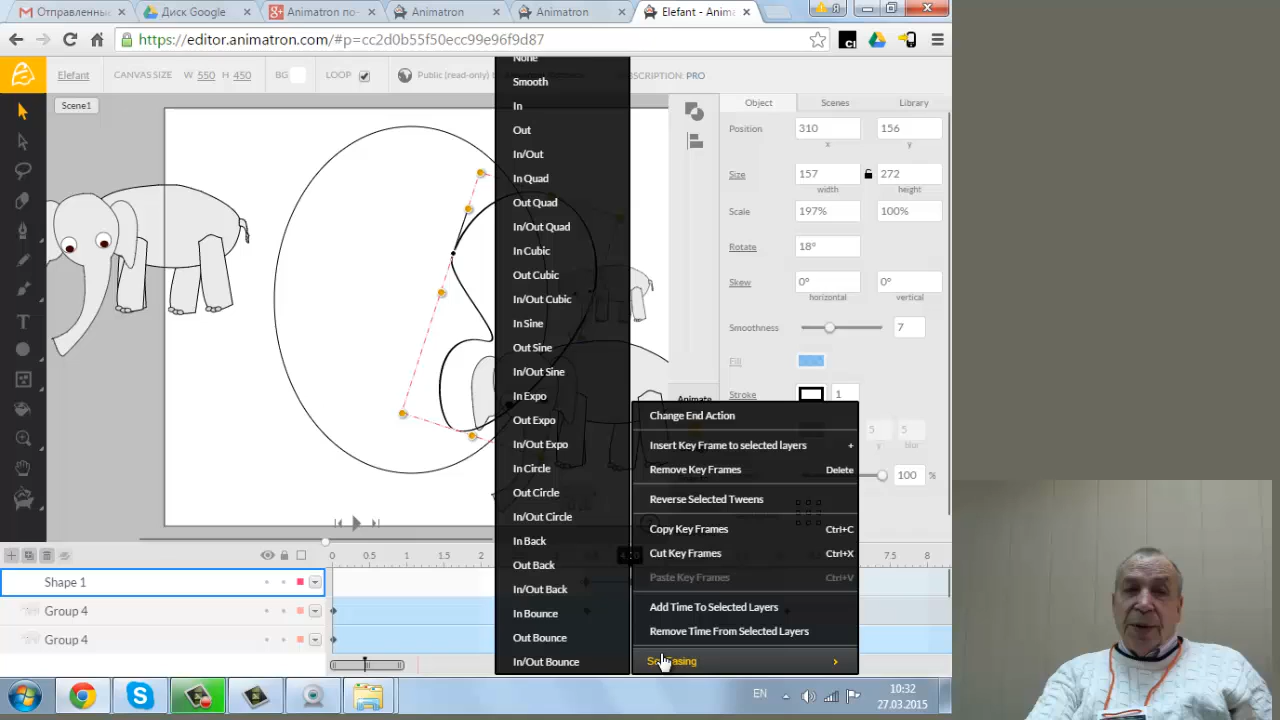 Отправленные
Диск Google
Animatron по-
Animatron
Animatron
Elefant - Anima
Я
https://editor.animatron.com/#p=cc2d0b55f50ecc99e96f9d87
Elefant
CANVAS SIZE W 550 H 450
BG
LOOP
Public (read-only)
SUBSCRIPTION: PRO
Scene1
Object
Scenes
Library
Position
310
156
x
y
Size
157
272
width
height
Scale
197%
100%
Rotate
18°
Skew
0°
0°
horizontal
vertical
Smoothness
7
Fill
Stroke
1
Animate
5
5
y
blur
100 %
None
Smooth
In
Out
In/Out
In Quad
Out Quad
In/Out Quad
In Cubic
Out Cubic
In/Out Cubic
In Sine
Out Sine
In/Out Sine
In Expo
Out Expo
In/Out Expo
In Circle
Out Circle
In/Out Circle
In Back
Out Back
In/Out Back
In Bounce
Out Bounce
In/Out Bounce
Change End Action
Insert Key Frame to selected layers +
Remove Key Frames Delete
Reverse Selected Tweens
Copy Key Frames Ctrl+C
Cut Key Frames Ctrl+X
Paste Key Frames Ctrl+V
Add Time To Selected Layers
Remove Time From Selected Layers
Easing
0 0.5 1 1.5 2
7.5 8
Shape 1
Group 4
Group 4
EN
10:32
27.03.2015